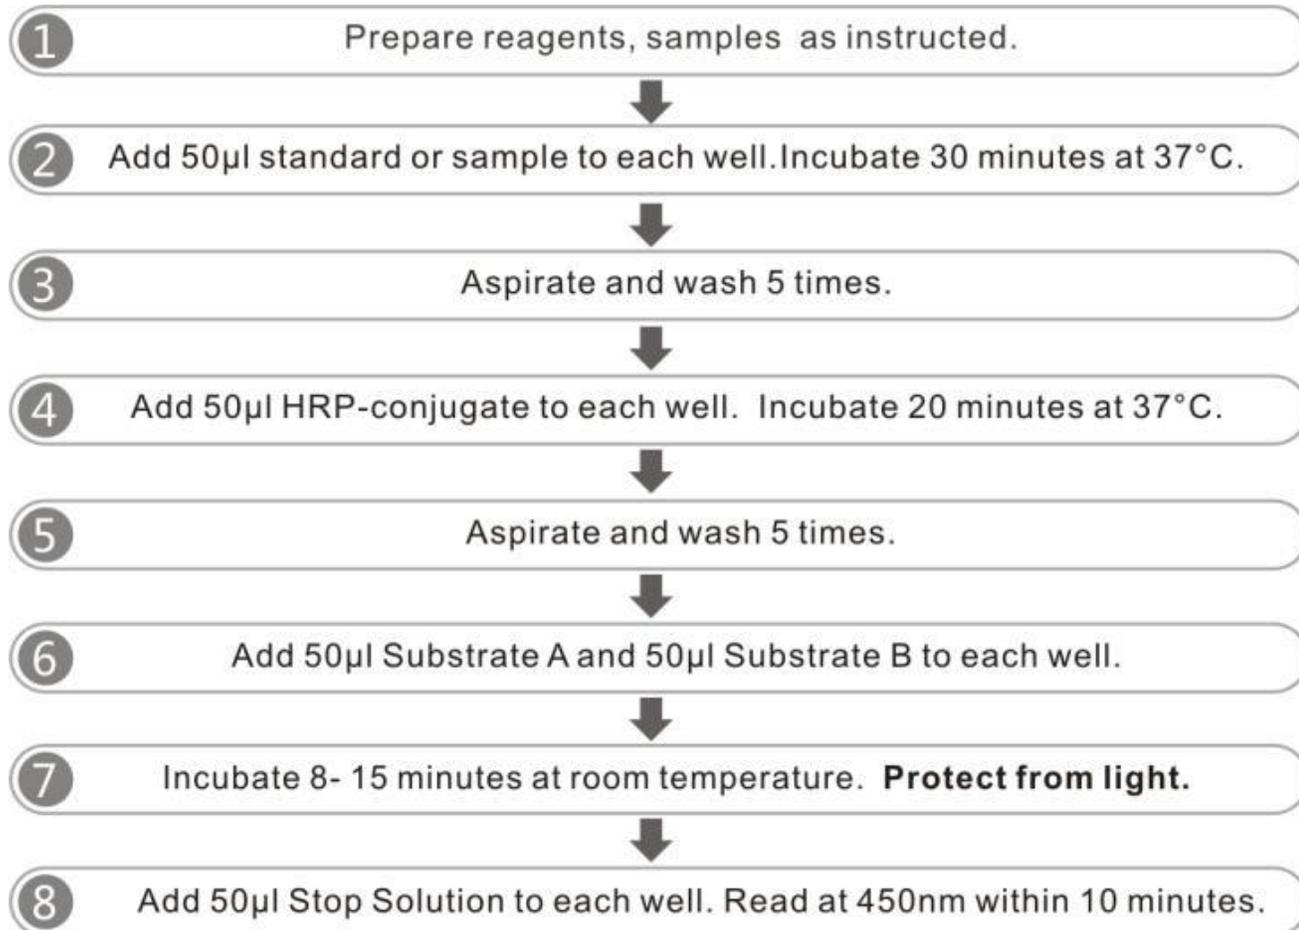 1 Prepare reagents, samples as instructed.
2 Add 50µl standard or sample to each well.Incubate 30 minutes at 37°C.
3 Aspirate and wash 5 times.
4 Add 50µl HRP-conjugate to each well. Incubate 20 minutes at 37°C.
5 Aspirate and wash 5 times.
6 Add 50µl Substrate A and 50µl Substrate B to each well.
7 Incubate 8- 15 minutes at room temperature. Protect from light.
8 Add 50µl Stop Solution to each well. Read at 450nm within 10 minutes.